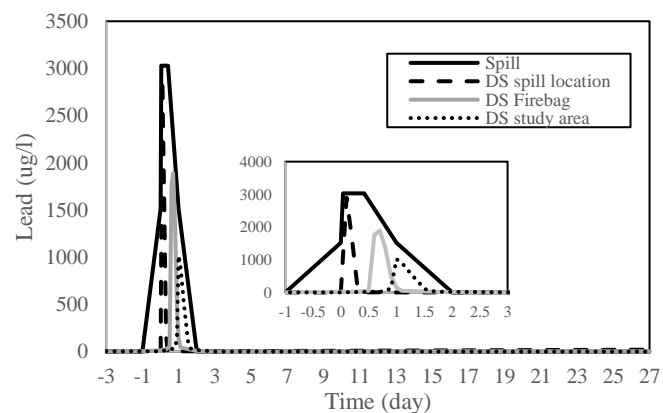 3500
3000
2500
2000
1500
1000
500
0
Lead (ug/l)
Spill
DS spill location
DS Firebag
DS study area
4000
3000
2000
1000
0
-1 -0.5 0 0.5 1 1.5 2 2.5 3
-3 -1 1 3 5 7 9 11 13 15 17 19 21 23 25 27
Time (day)